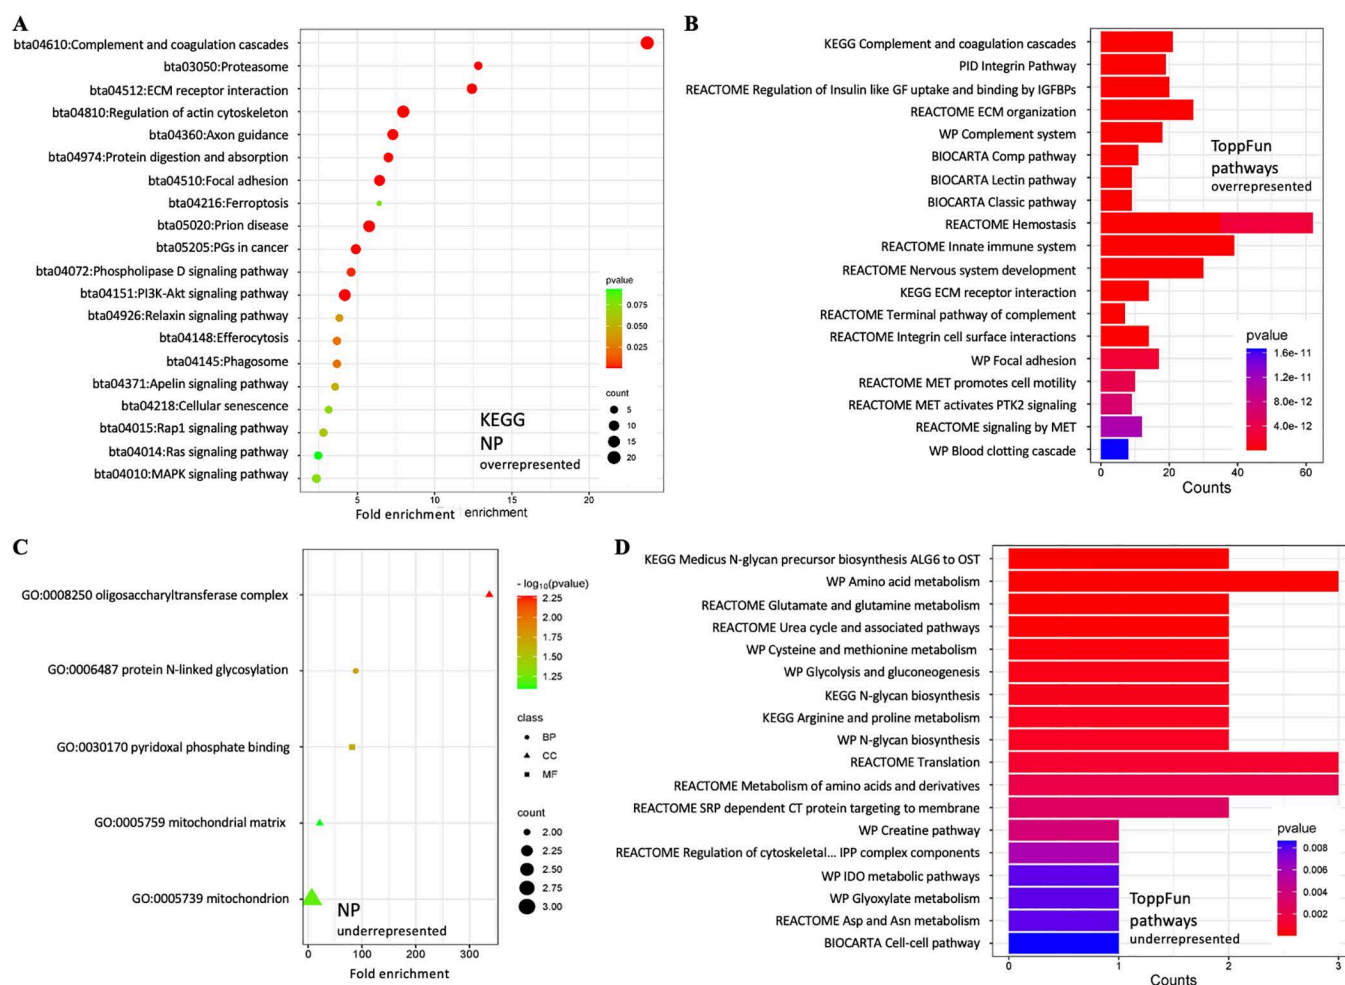 A
bta04610:Complement and coagulation cascades
bta03050:Proteasome
bta04512:ECM receptor interaction
bta04810:Regulation of actin cytoskeleton
bta04360:Axon guidance
bta04974:Protein digestion and absorption
bta04510:Focal adhesion
bta04216:Ferroptosis
bta05020:Prion disease
bta05205:PGs in cancer
bta04072:Phospholipase D signaling pathway
bta04151:PI3K-Akt signaling pathway
bta04926:Relaxin signaling pathway
bta04148:Efferocytosis
bta04145:Phagosome
bta04371:Apelin signaling pathway
bta04218:Cellular senescence
bta04015:Rap1 signaling pathway
bta04014:Ras signaling pathway
bta04010:MAPK signaling pathway
pvalue
0.075
0.050
0.025
count
5
10
15
20
KEGG
NP
overrepresented
5
10
15
20
Fold enrichment
enrichment
B
KEGG Complement and coagulation cascades
PID Integrin Pathway
REACTOME Regulation of Insulin like GF uptake and binding by IGFBPs
REACTOME ECM organization
WP Complement system
BIOCARTA Comp pathway
BIOCARTA Lectin pathway
BIOCARTA Classic pathway
REACTOME Hemostasis
REACTOME Innate immune system
REACTOME Nervous system development
KEGG ECM receptor interaction
REACTOME Terminal pathway of complement
REACTOME Integrin cell surface interactions
WP Focal adhesion
REACTOME MET promotes cell motility
REACTOME MET activates PTK2 signaling
REACTOME signaling by MET
WP Blood clotting cascade
ToppFun
pathways
overrepresented
pvalue
1.6e- 11
1.2e- 11
8.0e- 12
4.0e- 12
0
20
40
60
Counts
C
GO:0008250 oligosaccharyltransferase complex
GO:0006487 protein N-linked glycosylation
GO:0030170 pyridoxal phosphate binding
GO:0005759 mitochondrial matrix
GO:0005739 mitochondrion
- log10(pvalue)
2.25
2.00
1.75
1.50
1.25
class
BP
CC
MF
count
2.00
2.25
2.50
2.75
3.00
NP
underrepresented
0
100
200
300
Fold enrichment
D
KEGG Medicus N-glycan precursor biosynthesis ALG6 to OST
WP Amino acid metabolism
REACTOME Glutamate and glutamine metabolism
REACTOME Urea cycle and associated pathways
WP Cysteine and methionine metabolism
WP Glycolysis and gluconeogenesis
KEGG N-glycan biosynthesis
KEGG Arginine and proline metabolism
WP N-glycan biosynthesis
REACTOME Translation
REACTOME Metabolism of amino acids and derivatives
REACTOME SRP dependent CT protein targeting to membrane
WP Creatine pathway
REACTOME Regulation of cytoskeletal... IPP complex components
WP IDO metabolic pathways
WP Glyoxylate metabolism
REACTOME Asp and Asn metabolism
BIOCARTA Cell-cell pathway
pvalue
0.008
0.006
0.004
0.002
ToppFun
pathways
underrepresented
0
1
2
3
Counts